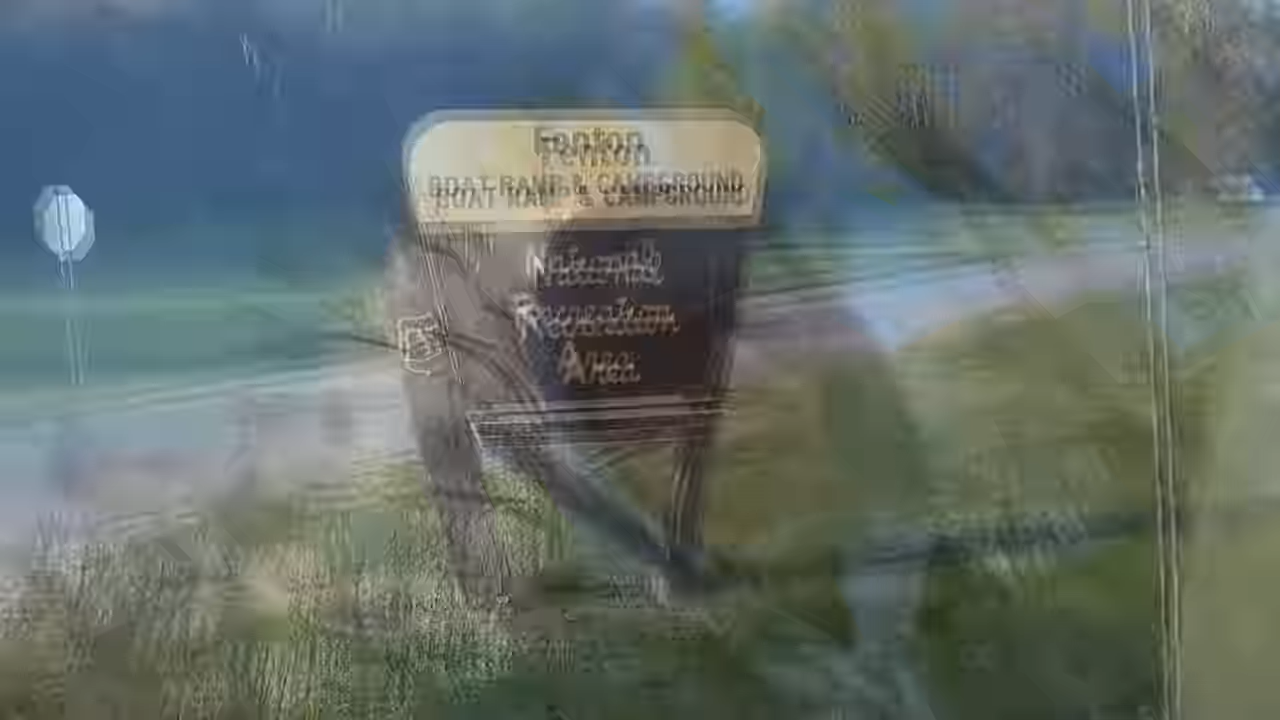 Fenton
BOAT RAMP & CAMPGROUND
National
Recreation
Area